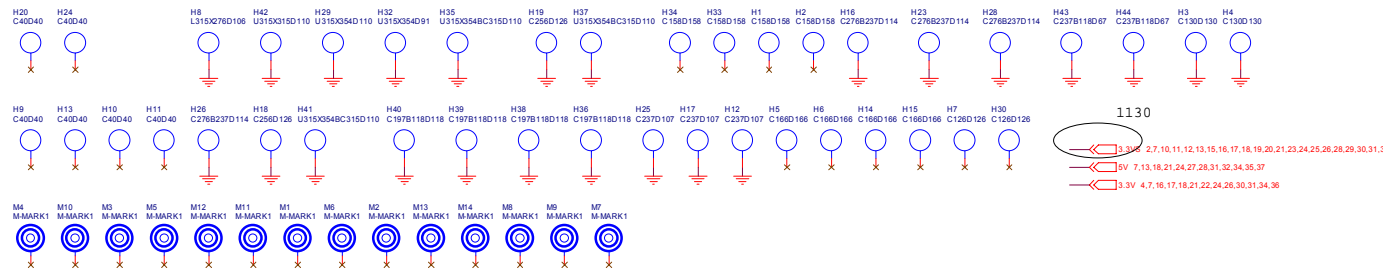 H20 H24 H8 H42 H29 H32 H35 H19 H37 H34 H33 H1 H2 H16 H23 H28 H43 H44 H3 H4
C40D40 C40D40 L315X276D106 U315X315D110 U315X354D110 U315X354D91 U315X354BC315D110 C256D126 U315X354BC315D110 C158D158 C158D158 C158D158 C158D158 C276B237D114 C276B237D114 C276B237D114 C237B118D67 C237B118D67 C130D130 C130D130
H9 H13 H10 H11 H26 H18 H41 H40 H39 H38 H36 H25 H17 H12 H5 H6 H14 H15 H7 H30
C40D40 C40D40 C40D40 C40D40 C276B237D114 C256D126 U315X354BC315D110 C197B118D118 C197B118D118 C197B118D118 C197B118D118 C237D107 C237D107 C237D107 C166D166 C166D166 C166D166 C166D166 C126D126 C126D126
1130
3.3VS 2,7,10,11,12,13,15,16,17,18,19,20,21,23,24,25,26,28,29,30,31,3
5V 7,13,18,21,24,27,28,31,32,34,35,37
3.3V 4,7,16,17,18,21,22,24,26,30,31,34,36
M4 M10 M3 M5 M12 M11 M1 M6 M2 M13 M14 M8 M9 M7
M-MARK1 M-MARK1 M-MARK1 M-MARK1 M-MARK1 M-MARK1 M-MARK1 M-MARK1 M-MARK1 M-MARK1 M-MARK1 M-MARK1 M-MARK1 M-MARK1